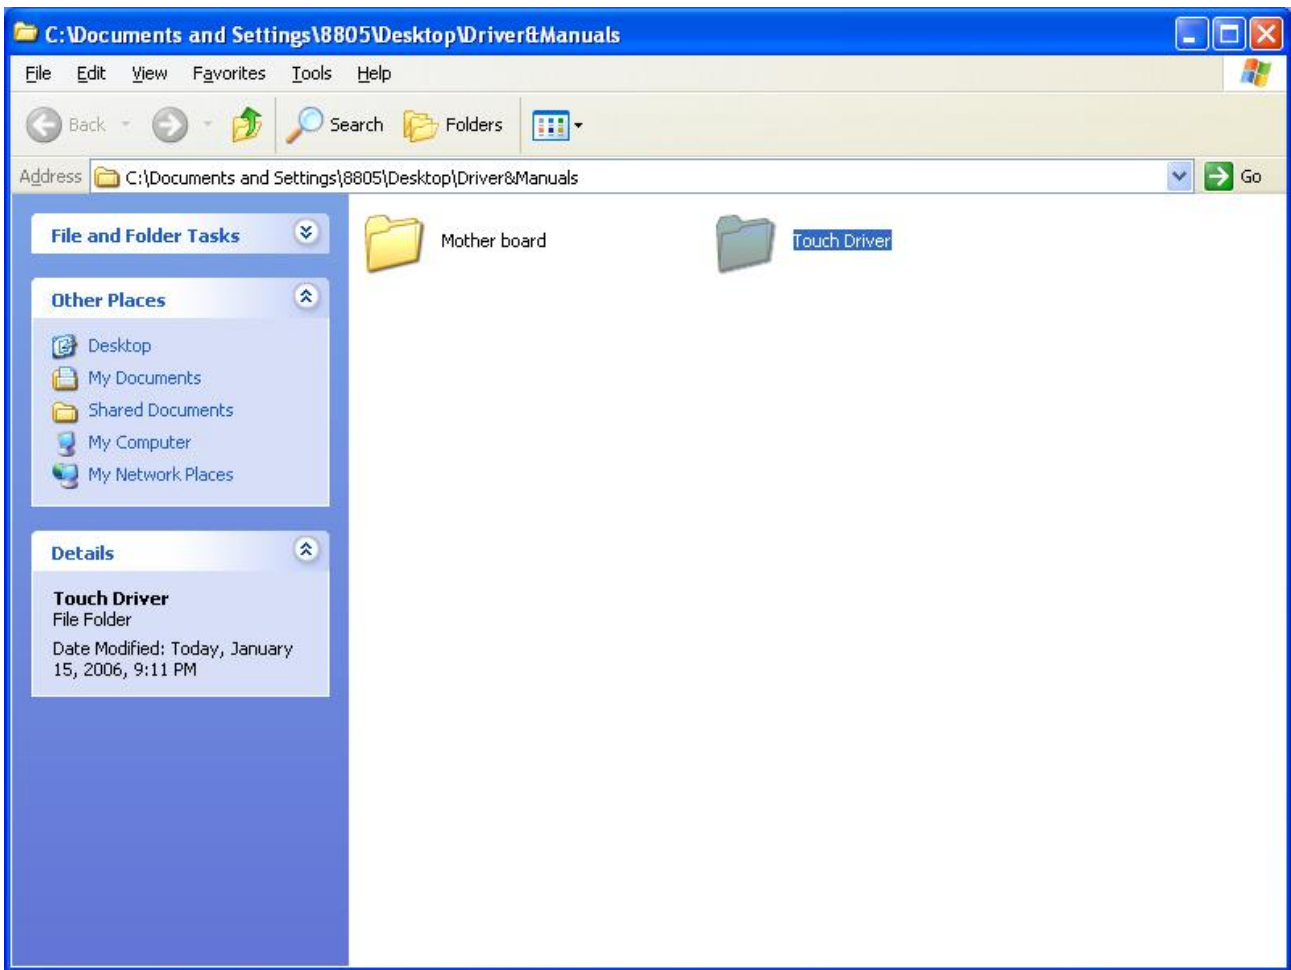 C:\Documents and Settings\8805\Desktop\Driver&Manuals
File Edit View Favorites Tools Help
Back Search Folders
Address C:\Documents and Settings\8805\Desktop\Driver&Manuals Go
File and Folder Tasks
Other Places
Desktop
My Documents
Shared Documents
My Computer
My Network Places
Details
Touch Driver
File Folder
Date Modified: Today, January
15, 2006, 9:11 PM
Mother board
Touch Driver